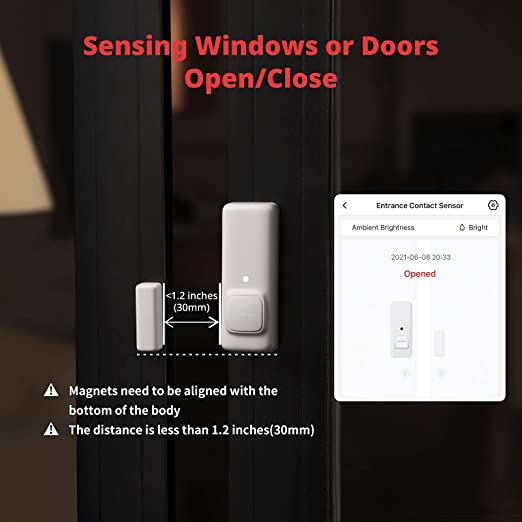 Sensing Windows or Doors
Open/Close
Entrance Contact Sensor
Ambient Brightness Bright
2021-06-08 20:33
Opened
<1.2 inches
(30mm)
Magnets need to be aligned with the
bottom of the body
The distance is less than 1.2 inches(30mm)